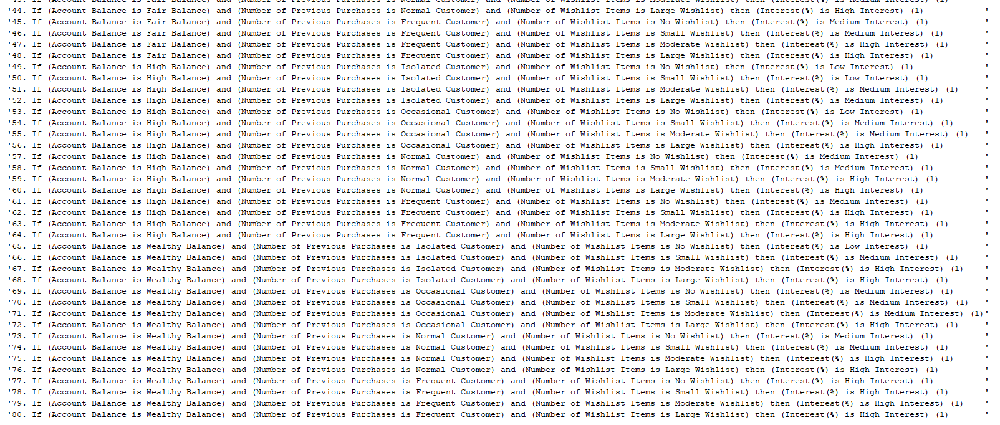 '43. If (Account Balance is Fair Balance) and (Number of Previous Purchases is Normal Customer) and (Number of Wishlist Items is Moderate Wishlist) then (Interest(%) is Medium Interest) (1) '
'44. If (Account Balance is Fair Balance) and (Number of Previous Purchases is Normal Customer) and (Number of Wishlist Items is Large Wishlist) then (Interest(%) is High Interest) (1) '
'45. If (Account Balance is Fair Balance) and (Number of Previous Purchases is Frequent Customer) and (Number of Wishlist Items is No Wishlist) then (Interest(%) is Medium Interest) (1) '
'46. If (Account Balance is Fair Balance) and (Number of Previous Purchases is Frequent Customer) and (Number of Wishlist Items is Small Wishlist) then (Interest(%) is Medium Interest) (1) '
'47. If (Account Balance is Fair Balance) and (Number of Previous Purchases is Frequent Customer) and (Number of Wishlist Items is Moderate Wishlist) then (Interest(%) is High Interest) (1) '
'48. If (Account Balance is Fair Balance) and (Number of Previous Purchases is Frequent Customer) and (Number of Wishlist Items is Large Wishlist) then (Interest(%) is High Interest) (1) '
'49. If (Account Balance is High Balance) and (Number of Previous Purchases is Isolated Customer) and (Number of Wishlist Items is No Wishlist) then (Interest(%) is Low Interest) (1) '
'50. If (Account Balance is High Balance) and (Number of Previous Purchases is Isolated Customer) and (Number of Wishlist Items is Small Wishlist) then (Interest(%) is Low Interest) (1) '
'51. If (Account Balance is High Balance) and (Number of Previous Purchases is Isolated Customer) and (Number of Wishlist Items is Moderate Wishlist) then (Interest(%) is Medium Interest) (1) '
'52. If (Account Balance is High Balance) and (Number of Previous Purchases is Isolated Customer) and (Number of Wishlist Items is Large Wishlist) then (Interest(%) is Medium Interest) (1) '
'53. If (Account Balance is High Balance) and (Number of Previous Purchases is Occasional Customer) and (Number of Wishlist Items is No Wishlist) then (Interest(%) is Low Interest) (1) '
'54. If (Account Balance is High Balance) and (Number of Previous Purchases is Occasional Customer) and (Number of Wishlist Items is Small Wishlist) then (Interest(%) is Medium Interest) (1) '
'55. If (Account Balance is High Balance) and (Number of Previous Purchases is Occasional Customer) and (Number of Wishlist Items is Moderate Wishlist) then (Interest(%) is Medium Interest) (1) '
'56. If (Account Balance is High Balance) and (Number of Previous Purchases is Occasional Customer) and (Number of Wishlist Items is Large Wishlist) then (Interest(%) is High Interest) (1) '
'57. If (Account Balance is High Balance) and (Number of Previous Purchases is Normal Customer) and (Number of Wishlist Items is No Wishlist) then (Interest(%) is Medium Interest) (1) '
'58. If (Account Balance is High Balance) and (Number of Previous Purchases is Normal Customer) and (Number of Wishlist Items is Small Wishlist) then (Interest(%) is Medium Interest) (1) '
'59. If (Account Balance is High Balance) and (Number of Previous Purchases is Normal Customer) and (Number of Wishlist Items is Moderate Wishlist) then (Interest(%) is High Interest) (1) '
'60. If (Account Balance is High Balance) and (Number of Previous Purchases is Normal Customer) and (Number of Wishlist Items is Large Wishlist) then (Interest(%) is High Interest) (1) '
'61. If (Account Balance is High Balance) and (Number of Previous Purchases is Frequent Customer) and (Number of Wishlist Items is No Wishlist) then (Interest(%) is Medium Interest) (1) '
'62. If (Account Balance is High Balance) and (Number of Previous Purchases is Frequent Customer) and (Number of Wishlist Items is Small Wishlist) then (Interest(%) is High Interest) (1) '
'63. If (Account Balance is High Balance) and (Number of Previous Purchases is Frequent Customer) and (Number of Wishlist Items is Moderate Wishlist) then (Interest(%) is High Interest) (1) '
'64. If (Account Balance is High Balance) and (Number of Previous Purchases is Frequent Customer) and (Number of Wishlist Items is Large Wishlist) then (Interest(%) is High Interest) (1) '
'65. If (Account Balance is Wealthy Balance) and (Number of Previous Purchases is Isolated Customer) and (Number of Wishlist Items is No Wishlist) then (Interest(%) is Low Interest) (1) '
'66. If (Account Balance is Wealthy Balance) and (Number of Previous Purchases is Isolated Customer) and (Number of Wishlist Items is Small Wishlist) then (Interest(%) is Medium Interest) (1) '
'67. If (Account Balance is Wealthy Balance) and (Number of Previous Purchases is Isolated Customer) and (Number of Wishlist Items is Moderate Wishlist) then (Interest(%) is High Interest) (1) '
'68. If (Account Balance is Wealthy Balance) and (Number of Previous Purchases is Isolated Customer) and (Number of Wishlist Items is Large Wishlist) then (Interest(%) is High Interest) (1) '
'69. If (Account Balance is Wealthy Balance) and (Number of Previous Purchases is Occasional Customer) and (Number of Wishlist Items is No Wishlist) then (Interest(%) is Medium Interest) (1) '
'70. If (Account Balance is Wealthy Balance) and (Number of Previous Purchases is Occasional Customer) and (Number of Wishlist Items is Small Wishlist) then (Interest(%) is Medium Interest) (1) '
'71. If (Account Balance is Wealthy Balance) and (Number of Previous Purchases is Occasional Customer) and (Number of Wishlist Items is Moderate Wishlist) then (Interest(%) is Medium Interest) (1)'
'72. If (Account Balance is Wealthy Balance) and (Number of Previous Purchases is Occasional Customer) and (Number of Wishlist Items is Large Wishlist) then (Interest(%) is High Interest) (1) '
'73. If (Account Balance is Wealthy Balance) and (Number of Previous Purchases is Normal Customer) and (Number of Wishlist Items is No Wishlist) then (Interest(%) is Medium Interest) (1) '
'74. If (Account Balance is Wealthy Balance) and (Number of Previous Purchases is Normal Customer) and (Number of Wishlist Items is Small Wishlist) then (Interest(%) is Medium Interest) (1) '
'75. If (Account Balance is Wealthy Balance) and (Number of Previous Purchases is Normal Customer) and (Number of Wishlist Items is Moderate Wishlist) then (Interest(%) is High Interest) (1) '
'76. If (Account Balance is Wealthy Balance) and (Number of Previous Purchases is Normal Customer) and (Number of Wishlist Items is Large Wishlist) then (Interest(%) is High Interest) (1) '
'77. If (Account Balance is Wealthy Balance) and (Number of Previous Purchases is Frequent Customer) and (Number of Wishlist Items is No Wishlist) then (Interest(%) is High Interest) (1) '
'78. If (Account Balance is Wealthy Balance) and (Number of Previous Purchases is Frequent Customer) and (Number of Wishlist Items is Small Wishlist) then (Interest(%) is High Interest) (1) '
'79. If (Account Balance is Wealthy Balance) and (Number of Previous Purchases is Frequent Customer) and (Number of Wishlist Items is Moderate Wishlist) then (Interest(%) is High Interest) (1) '
'80. If (Account Balance is Wealthy Balance) and (Number of Previous Purchases is Frequent Customer) and (Number of Wishlist Items is Large Wishlist) then (Interest(%) is High Interest) (1) '